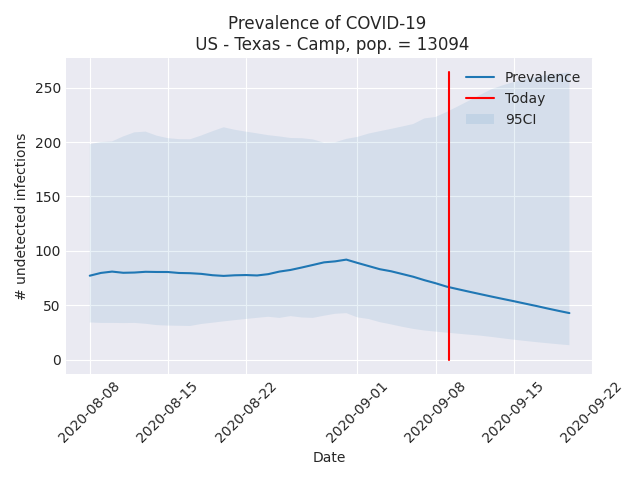 Prevalence of COVID-19
US - Texas - Camp, pop. = 13094
# undetected infections
250
200
150
100
50
0
Prevalence
Today
95CI
2020-08-08
2020-08-15
2020-08-22
2020-09-01
2020-09-08
2020-09-15
2020-09-22
Date